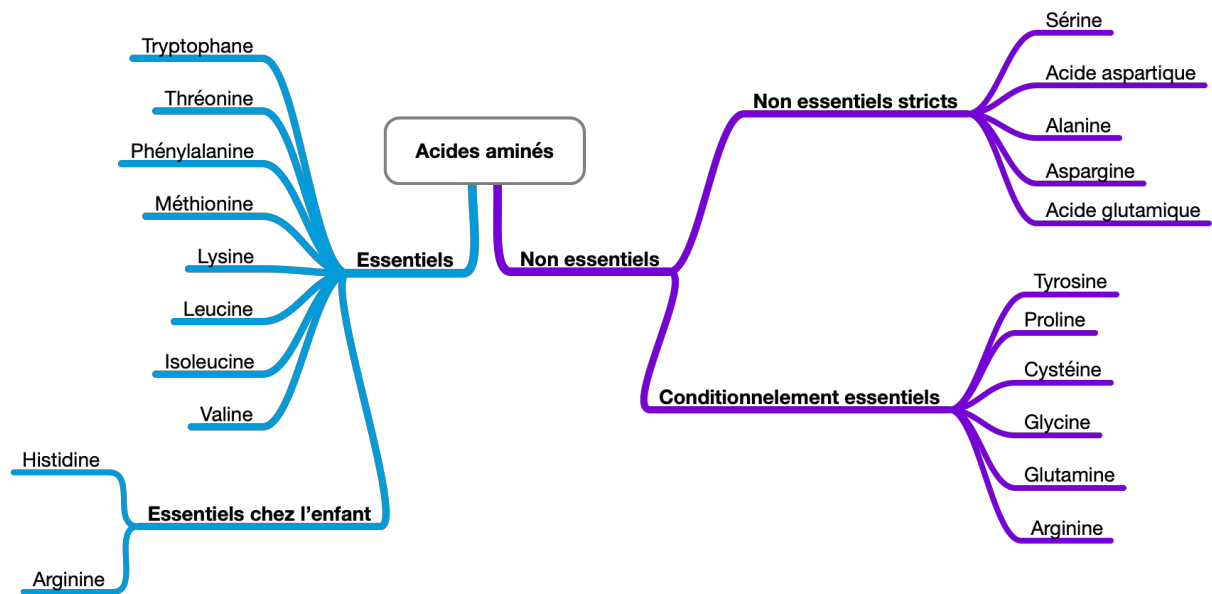 Acides aminés
Essentiels
Tryptophane
Thréonine
Phénylalanine
Méthionine
Lysine
Leucine
Isoleucine
Valine
Essentiels chez l’enfant
Histidine
Arginine
Non essentiels
Non essentiels stricts
Sérine
Acide aspartique
Alanine
Aspargine
Acide glutamique
Conditionnelement essentiels
Tyrosine
Proline
Cystéine
Glycine
Glutamine
Arginine